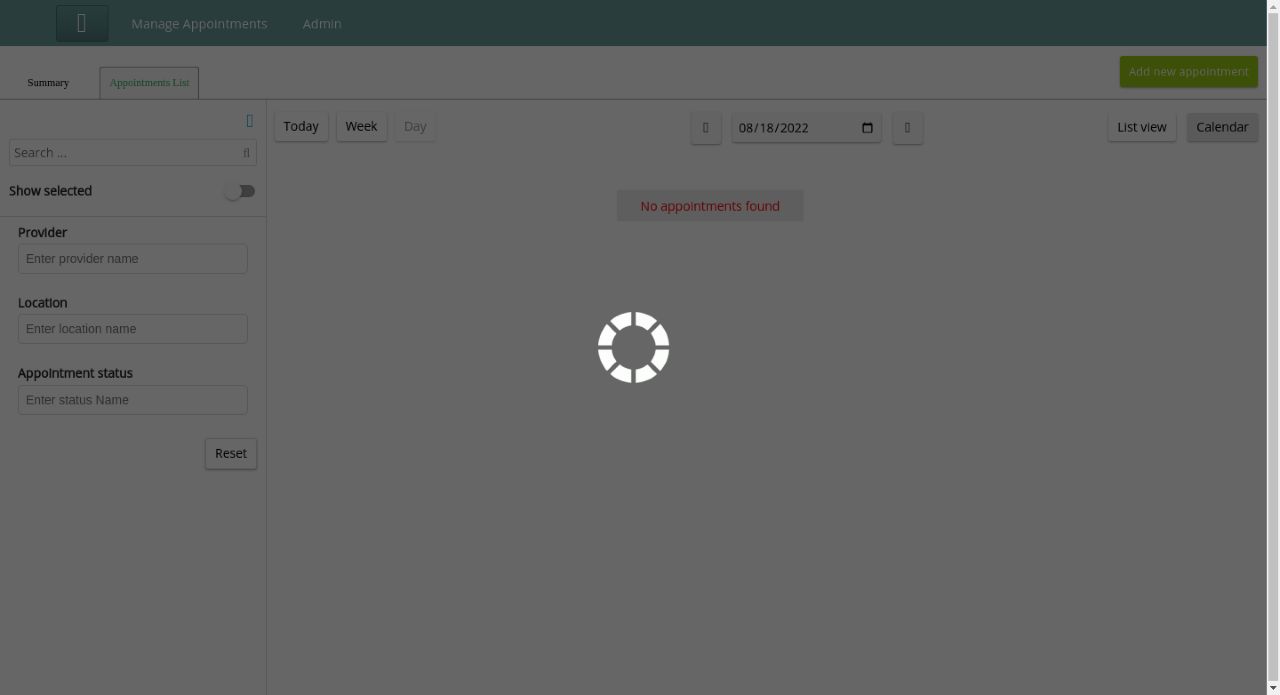 Manage Appointments
Admin
Summary
Appointments List
Add new appointment
Search ...
Show selected
Provider
Enter provider name
Location
Enter location name
Appointment status
Enter status Name
Reset
Today
Week
Day
08/18/2022
List view
Calendar
No appointments found